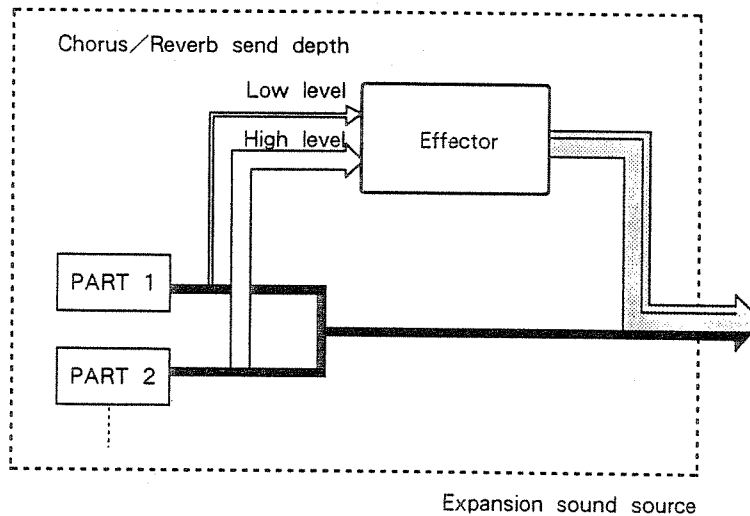 Chorus／Reverb send depth
Low level
High level
Effector
PART 1
PART 2
Expansion sound source